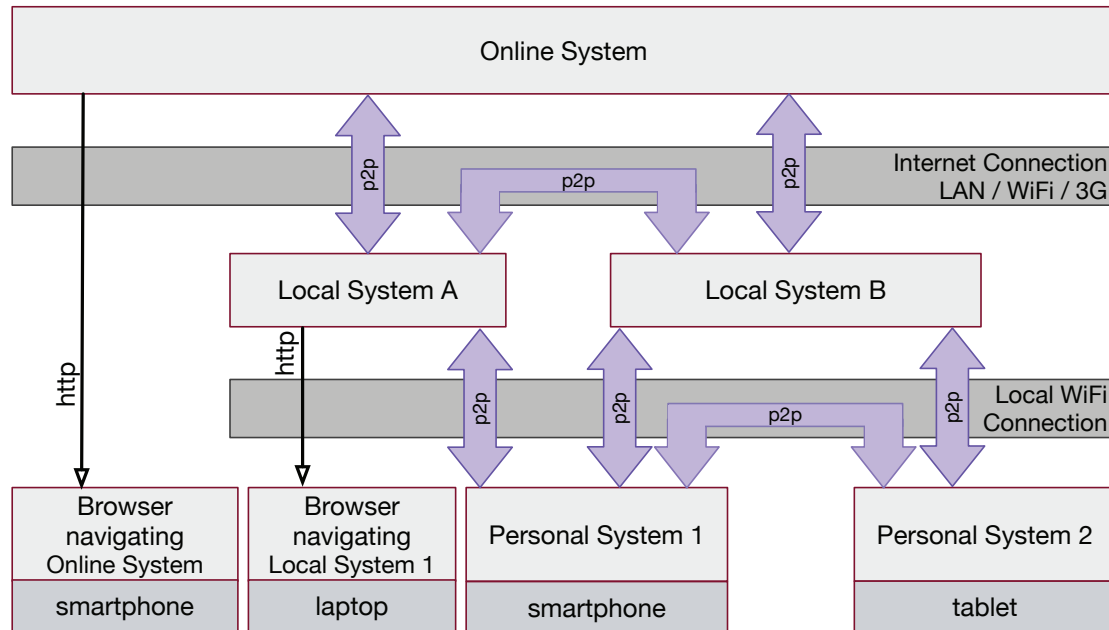 Online System
Internet Connection
LAN / WiFi / 3G
p2p
p2p
p2p
Local System A
Local System B
http
http
Local WiFi
Connection
p2p
p2p
p2p
p2p
Browser
navigating
Online System
Browser
navigating
Local System 1
Personal System 1
Personal System 2
smartphone
laptop
smartphone
tablet